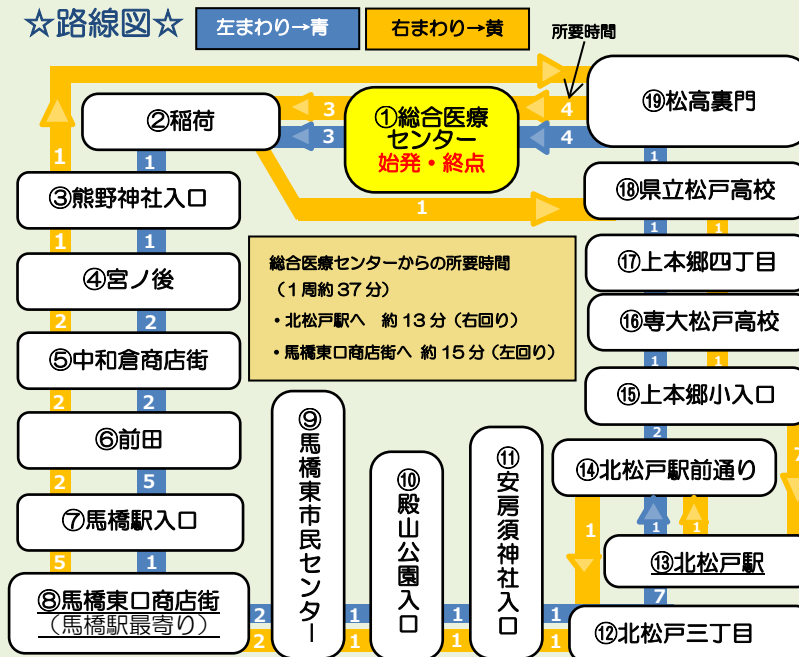 ☆路線図☆
左まわり→青
右まわり→黄
所要時間
②稲荷
3
3
①総合医療
センター
始発・終点
4
4
⑲松高裏門
1
1
1
③熊野神社入口
1
⑱県立松戸高校
1
1
1
1
④宮ノ後
総合医療センターからの所要時間
(1周約37分)
・北松戸駅へ 約13分(右回り)
・馬橋東口商店街へ 約15分(左回り)
⑰上本郷四丁目
2
2
⑯専大松戸高校
⑤中和倉商店街
1
1
2
2
⑮上本郷小入口
⑥前田
2
⑭北松戸駅前通り
7
2
5
⑦馬橋駅入口
1
1
1
⑬北松戸駅
5
1
7
⑧馬橋東口商店街
(馬橋駅最寄り)
2
2
⑨馬橋東市民センター
1
1
⑩殿山公園入口
1
1
⑪安房須神社入口
1
1
⑫北松戸三丁目